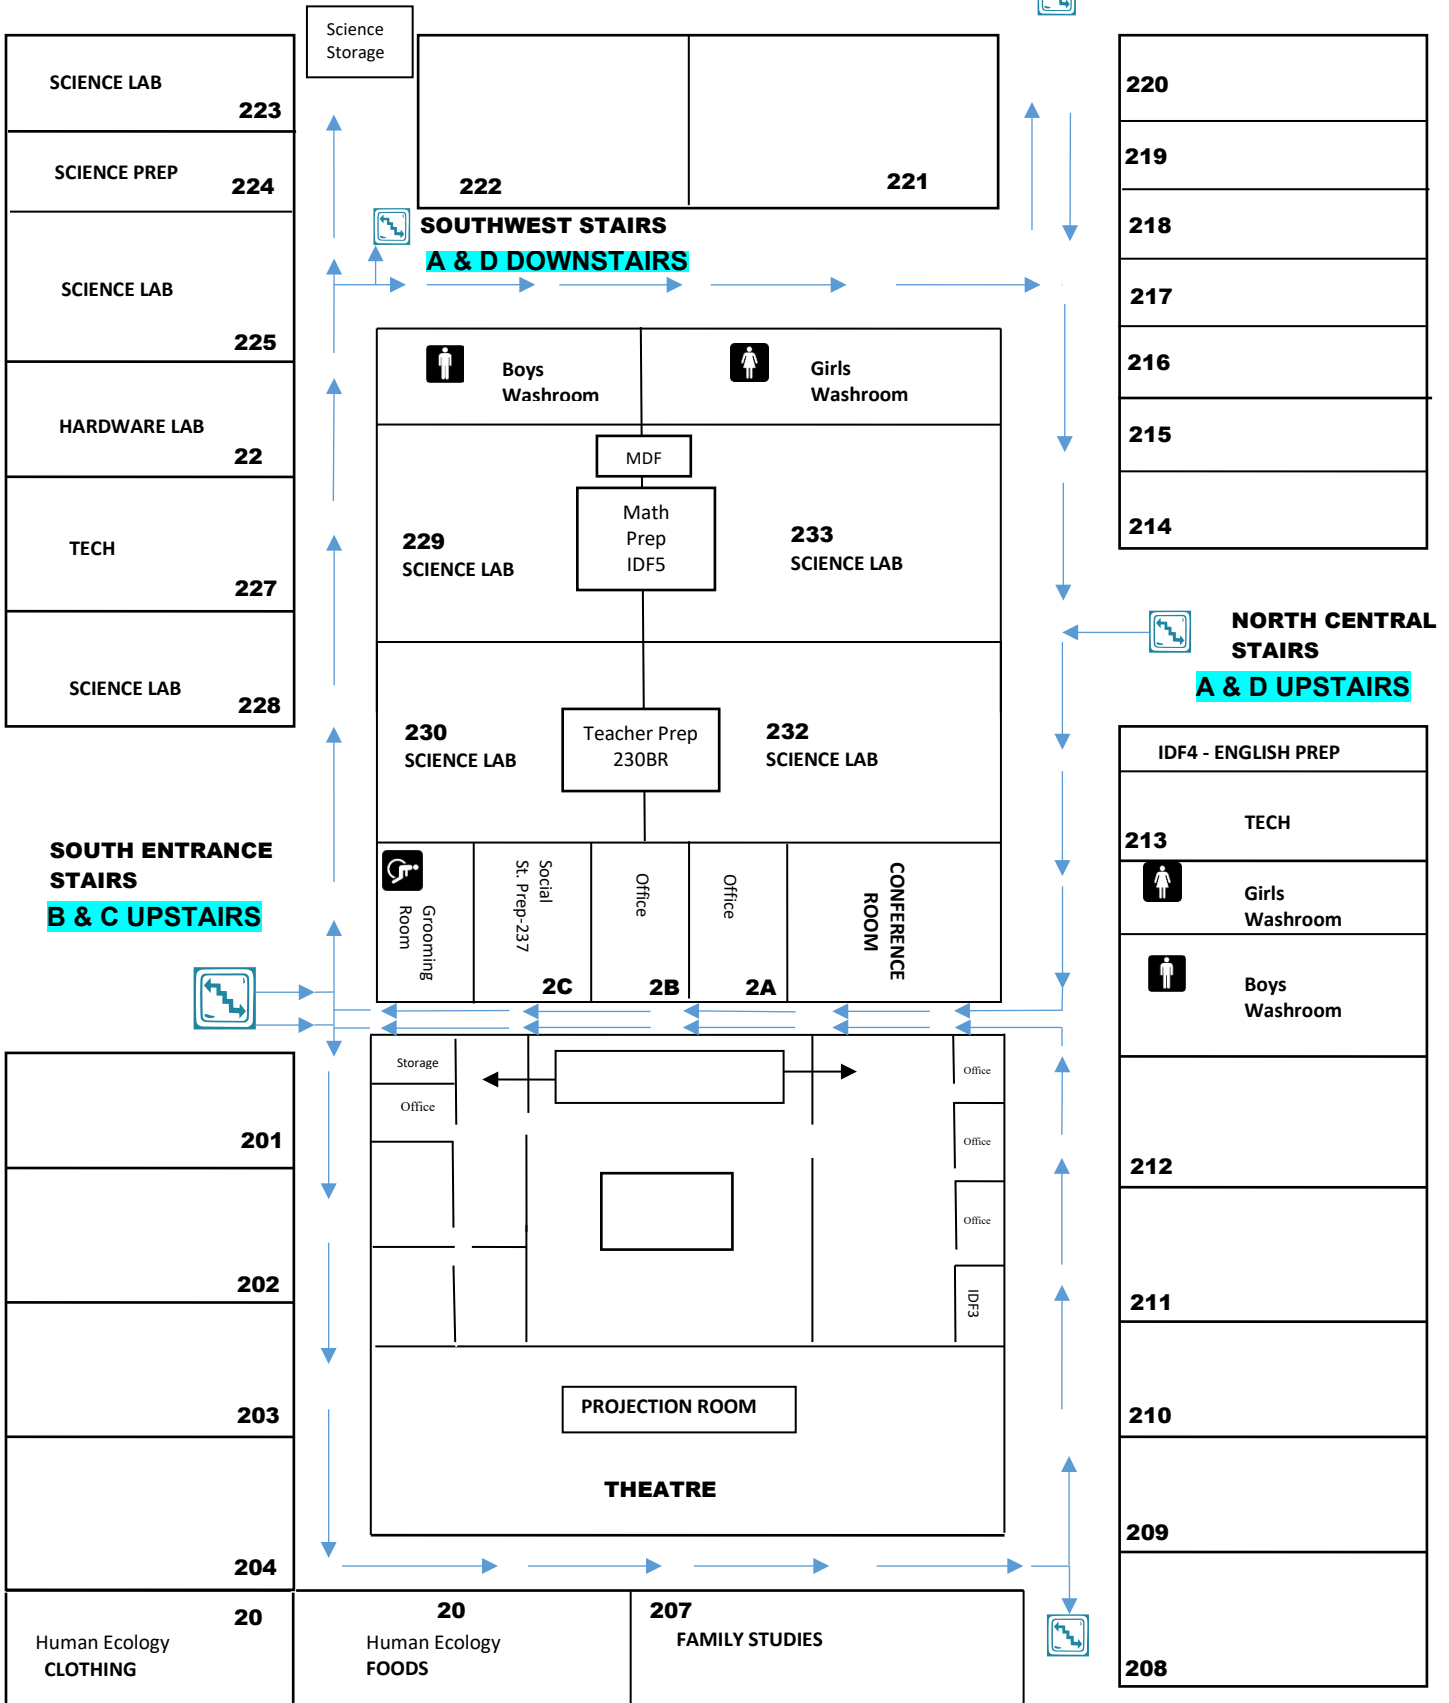 Science
Storage
SCIENCE LAB
223
SCIENCE PREP
224
SCIENCE LAB
225
HARDWARE LAB
22
TECH
227
SCIENCE LAB
228
222
221
SOUTHWEST STAIRS
A & D DOWNSTAIRS
220
219
218
217
216
215
214
Boys
Washroom
Girls
Washroom
MDF
Math
Prep
IDF5
229
SCIENCE LAB
233
SCIENCE LAB
230
SCIENCE LAB
Teacher Prep
230BR
232
SCIENCE LAB
NORTH CENTRAL
STAIRS
A & D UPSTAIRS
SOUTH ENTRANCE
STAIRS
B & C UPSTAIRS
Grooming
Room
Social
St. Prep-237
2C
Office
2B
Office
2A
CONFERENCE
ROOM
IDF4 - ENGLISH PREP
TECH
213
Girls
Washroom
Boys
Washroom
212
211
210
209
208
201
202
203
204
Storage
Office
Office
Office
Office
IDF3
PROJECTION ROOM
THEATRE
20
Human Ecology
CLOTHING
20
Human Ecology
FOODS
207
FAMILY STUDIES